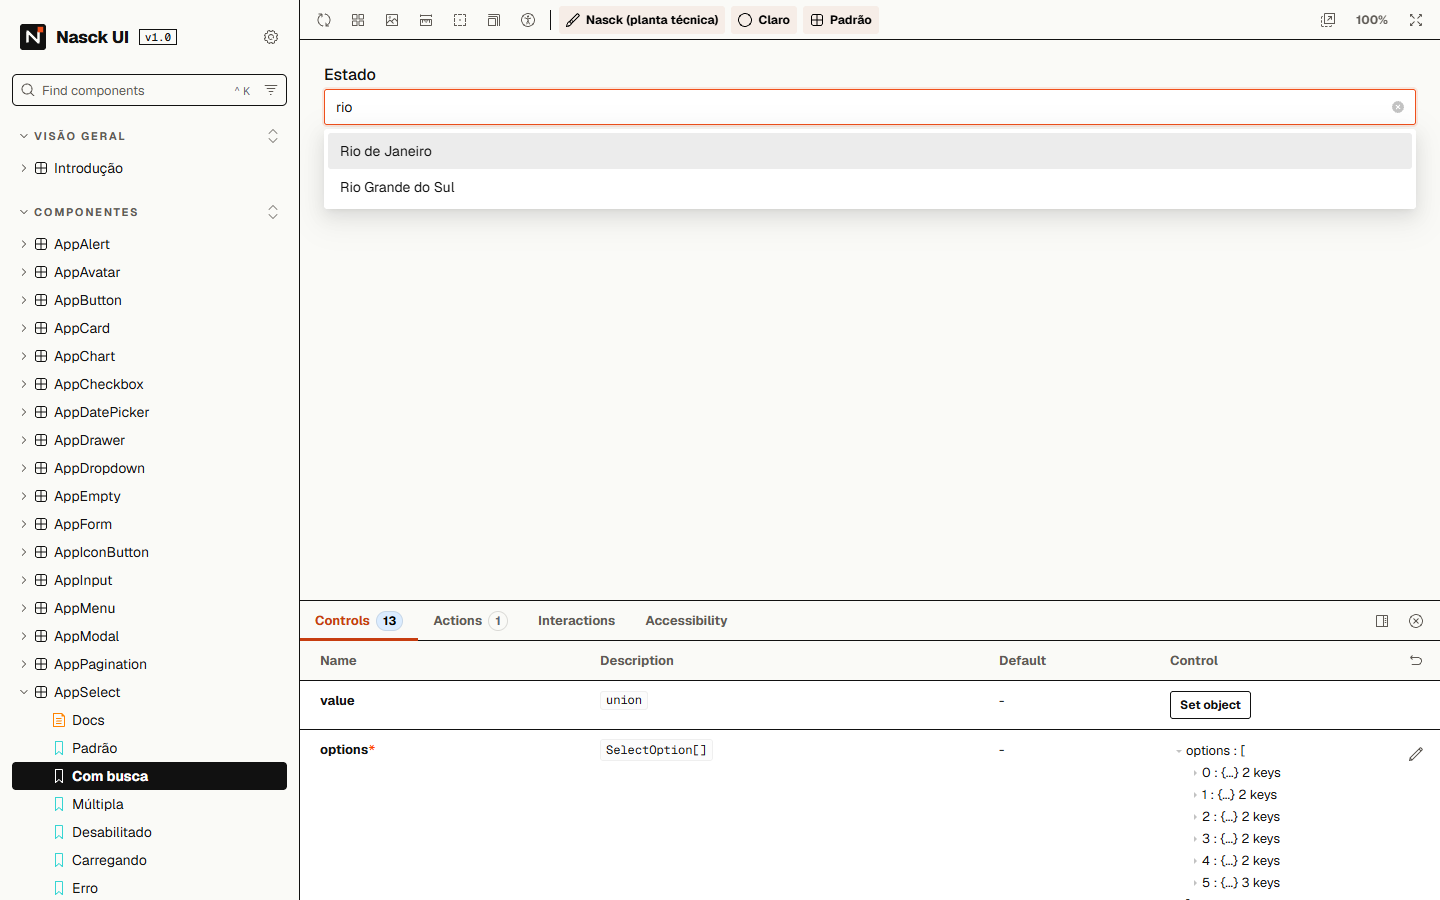 Nasck UI v1.0
Find components ^ K
VISÃO GERAL
Introdução
COMPONENTES
AppAlert
AppAvatar
AppButton
AppCard
AppChart
AppCheckbox
AppDatePicker
AppDrawer
AppDropdown
AppEmpty
AppForm
AppIconButton
AppInput
AppMenu
AppModal
AppPagination
AppSelect
Docs
Padrão
Com busca
Múltipla
Desabilitado
Carregando
Erro
Nasck (planta técnica) Claro Padrão 100%
Estado
rio
Rio de Janeiro
Rio Grande do Sul
Controls 13 Actions 1 Interactions Accessibility
Name Description Default Control
value union - Set object
options* SelectOption[] - options : [
0 : {...} 2 keys
1 : {...} 2 keys
2 : {...} 2 keys
3 : {...} 2 keys
4 : {...} 2 keys
5 : {...} 3 keys